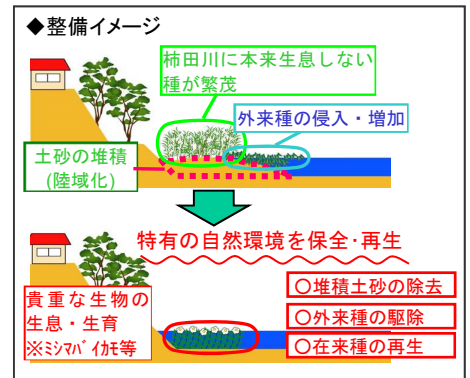 ◆整備イメージ
柿田川に本来生息しない
種が繁茂
外来種の侵入・増加
土砂の堆積
(陸域化)
特有の自然環境を保全・再生
貴重な生物の
生息・生育
※ﾐｼﾏﾊﾞｲｶﾓ等
〇堆積土砂の除去
〇外来種の駆除
〇在来種の再生